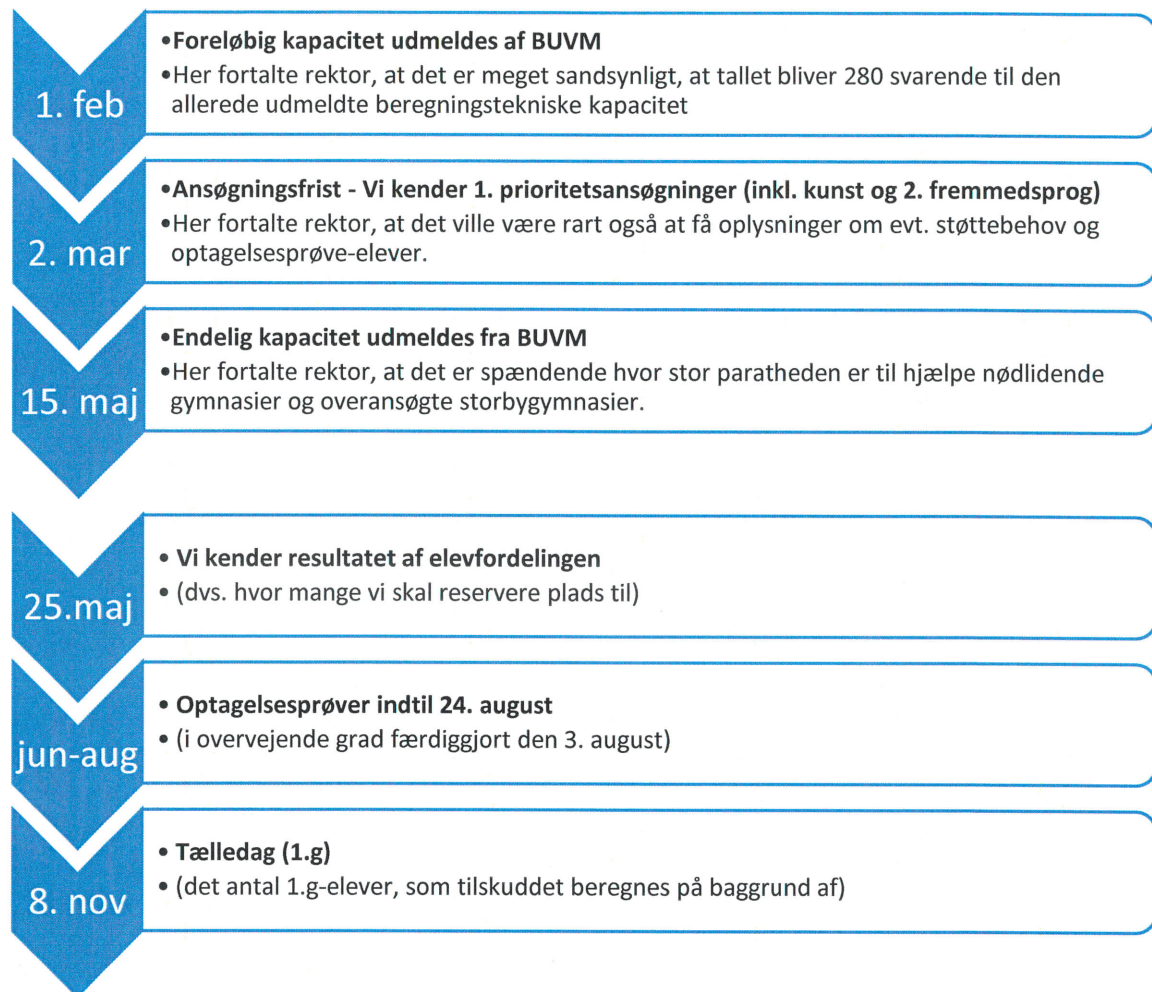 1. feb
•Foreløbig kapacitet udmeldes af BUVM
•Her fortalte rektor, at det er meget sandsynligt, at tallet bliver 280 svarende til den
allerede udmeldte beregningstekniske kapacitet
2. mar
•Ansøgningsfrist - Vi kender 1. prioritetsansøgninger (inkl. kunst og 2. fremmedsprog)
•Her fortalte rektor, at det ville være rart også at få oplysninger om evt. støttebehov og
optagelsesprøve-elever.
15. maj
•Endelig kapacitet udmeldes fra BUVM
•Her fortalte rektor, at det er spændende hvor stor paratheden er til hjælpe nødlidende
gymnasier og overansøgte storbygymnasier.
25.maj
• Vi kender resultatet af elevfordelingen
• (dvs. hvor mange vi skal reservere plads til)
jun-aug
• Optagelsesprøver indtil 24. august
• (i overvejende grad færdiggjort den 3. august)
8. nov
• Tælledag (1.g)
• (det antal 1.g-elever, som tilskuddet beregnes på baggrund af)